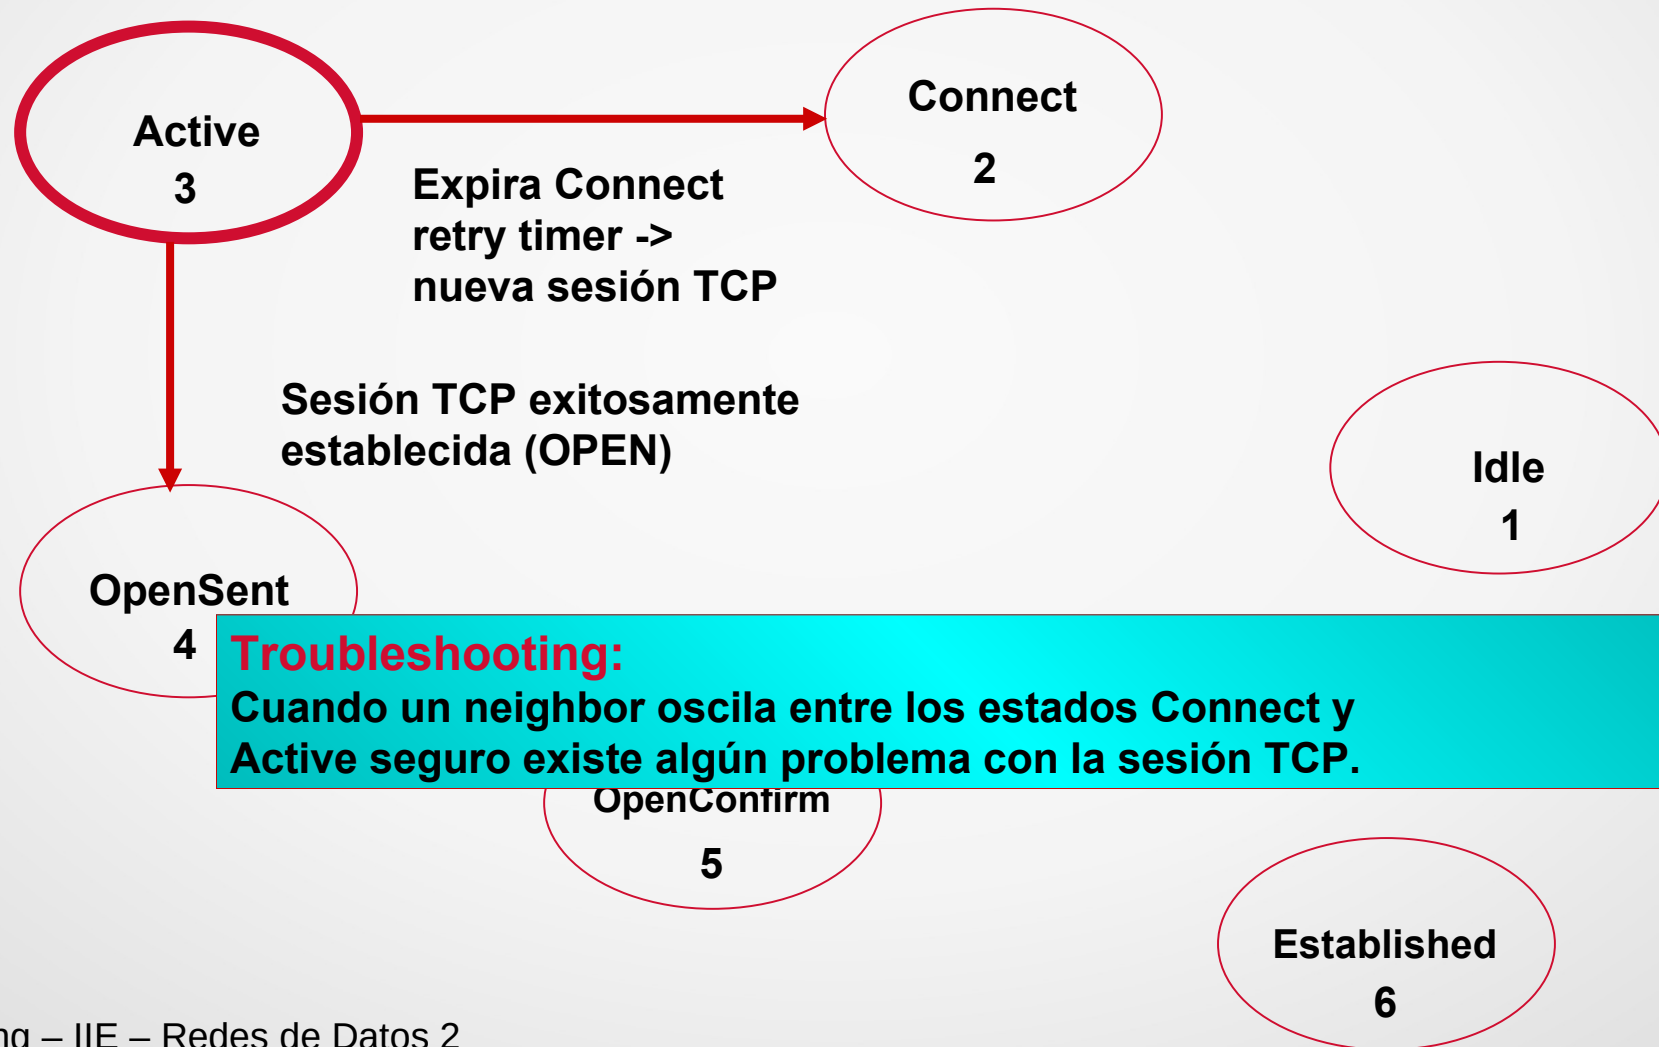 Active
3
Connect
2
Expira Connect
retry timer ->
nueva sesión TCP
Sesión TCP exitosamente
establecida (OPEN)
Idle
1
OpenSent
4
Troubleshooting:
Cuando un neighbor oscila entre los estados Connect y
Active seguro existe algún problema con la sesión TCP.
OpenConfirm
5
Established
6
– IIE – Redes de Datos 2